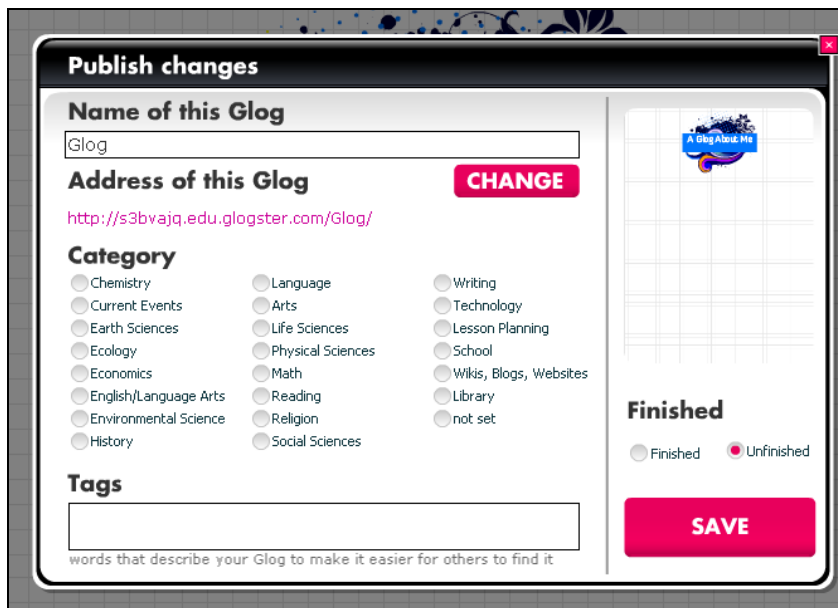 Publish changes
Name of this Glog
Glog
Address of this Glog
CHANGE
http://s3bvajq.edu.glogster.com/Glog/
Category
Chemistry
Current Events
Earth Sciences
Ecology
Economics
English/Language Arts
Environmental Science
History
Language
Arts
Life Sciences
Physical Sciences
Math
Reading
Religion
Social Sciences
Writing
Technology
Lesson Planning
School
Wikis, Blogs, Websites
Library
not set
Tags
words that describe your Glog to make it easier for others to find it
A Glog About Me
Finished
Finished
Unfinished
SAVE